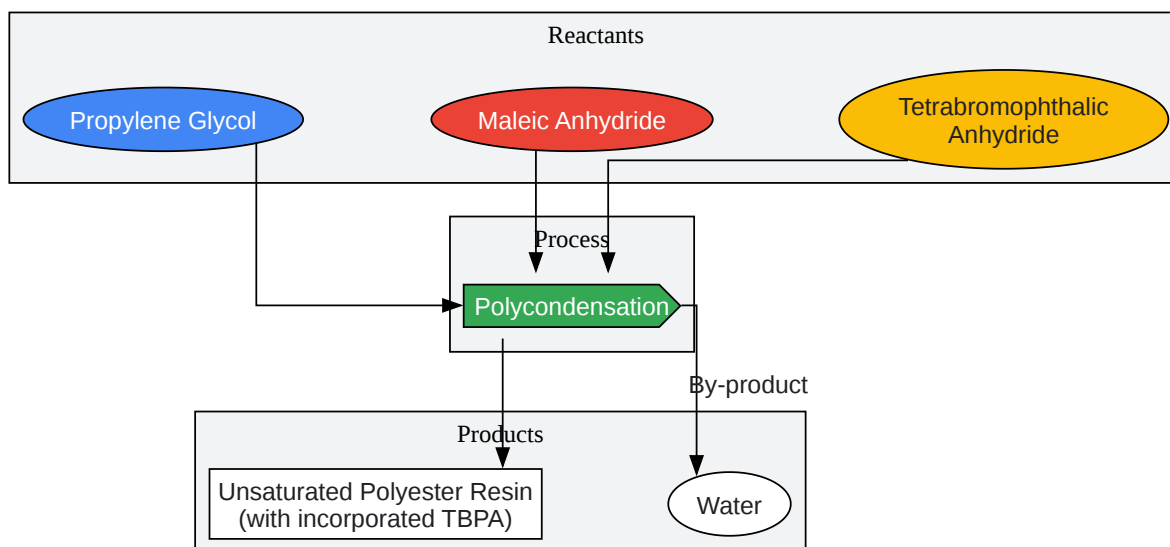 Reactants
Propylene Glycol
Maleic Anhydride
Tetrabromophthalic
Anhydride
Process
Polycondensation
By-product
Products
Unsaturated Polyester Resin
(with incorporated TBPA)
Water